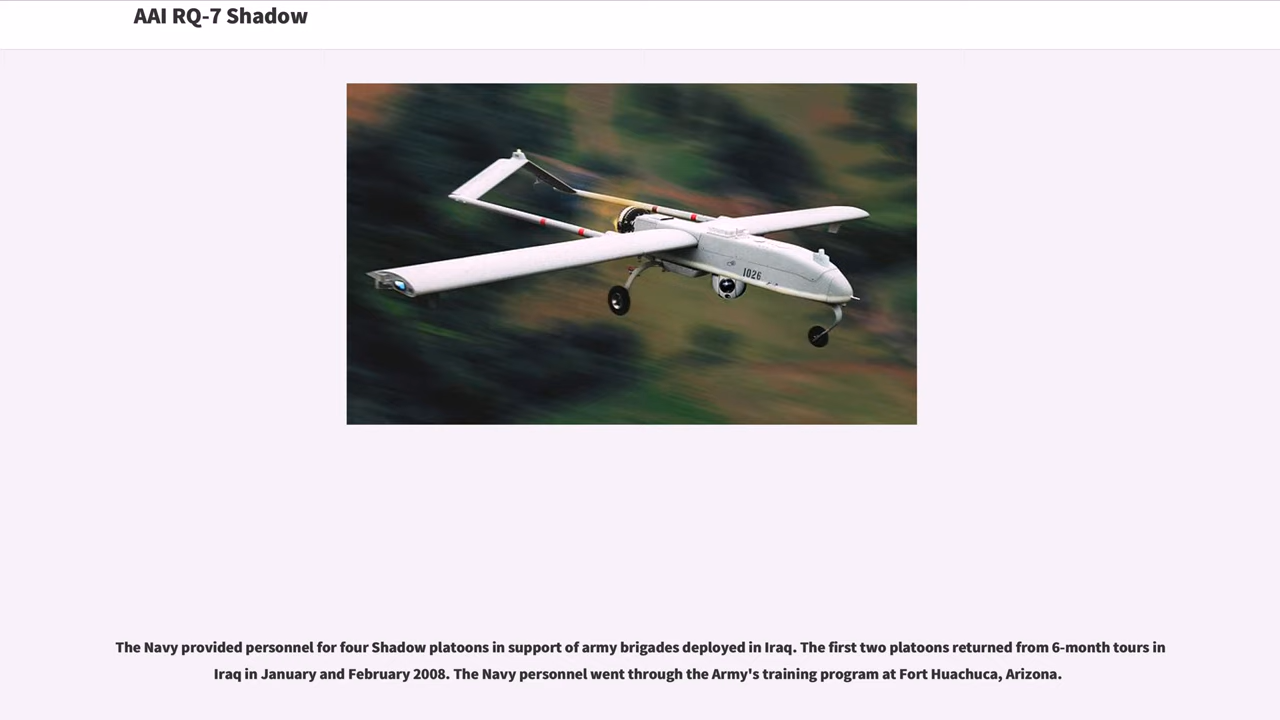 AAI RQ-7 Shadow
1026
The Navy provided personnel for four Shadow platoons in support of army brigades deployed in Iraq. The first two platoons returned from 6-month tours in
Iraq in January and February 2008. The Navy personnel went through the Army's training program at Fort Huachuca, Arizona.